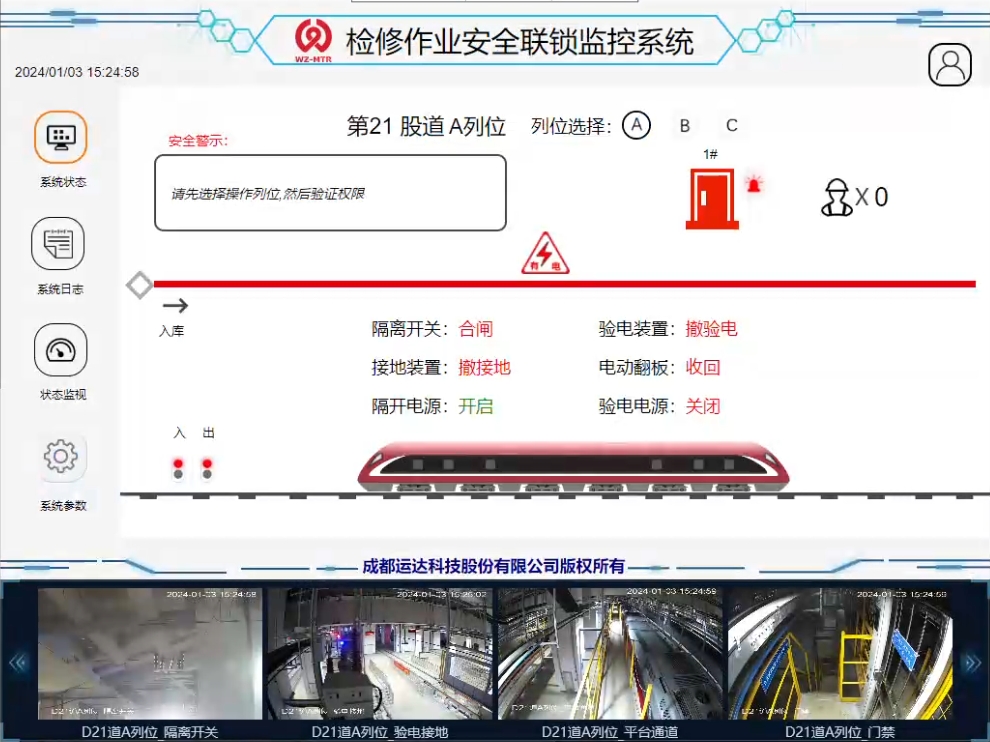 WZ-MTR
检修作业安全联锁监控系统
2024/01/03 15:24:58
系统状态
系统日志
状态监视
系统参数
安全警示：
请先选择操作列位,然后验证权限
第21 股道 A列位
列位选择： A B C
1#
X 0
有 电
入库
隔离开关： 合闸
验电装置： 撤验电
接地装置： 撤接地
电动翻板： 收回
隔开电源： 开启
验电电源： 关闭
入 出
成都运达科技股份有限公司版权所有
2024-01-03 15:24:58
2024-01-03 15:26:02
2024-01-03 15:24:59
2024-01-03 15:24:59
D21道A列位_隔离开关
D21道A列位_验电接地
D21道A列位_平台通道
D21道A列位_门禁